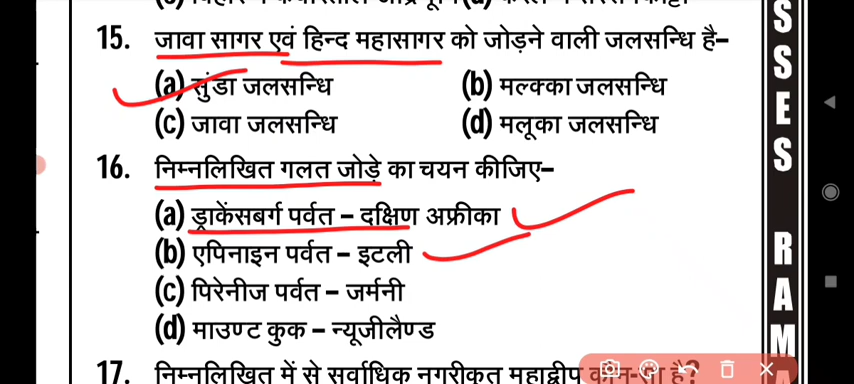 15. जावा सागर एवं हिन्द महासागर को जोड़ने वाली जलसन्धि है–
(a) सुंडा जलसन्धि (b) मल्क्का जलसन्धि
(c) जावा जलसन्धि (d) मलूका जलसन्धि
16. निम्नलिखित गलत जोड़े का चयन कीजिए–
(a) ड्राकेंसबर्ग पर्वत – दक्षिण अफ्रीका
(b) एपिनाइन पर्वत – इटली
(c) पिरेनीज पर्वत – जर्मनी
(d) माउण्ट कुक – न्यूजीलैण्ड
17. निम्नलिखित में से सर्वाधिक नगरीकृत महाद्वीप कौन-सा है?
S
S
E
S
R
A
M